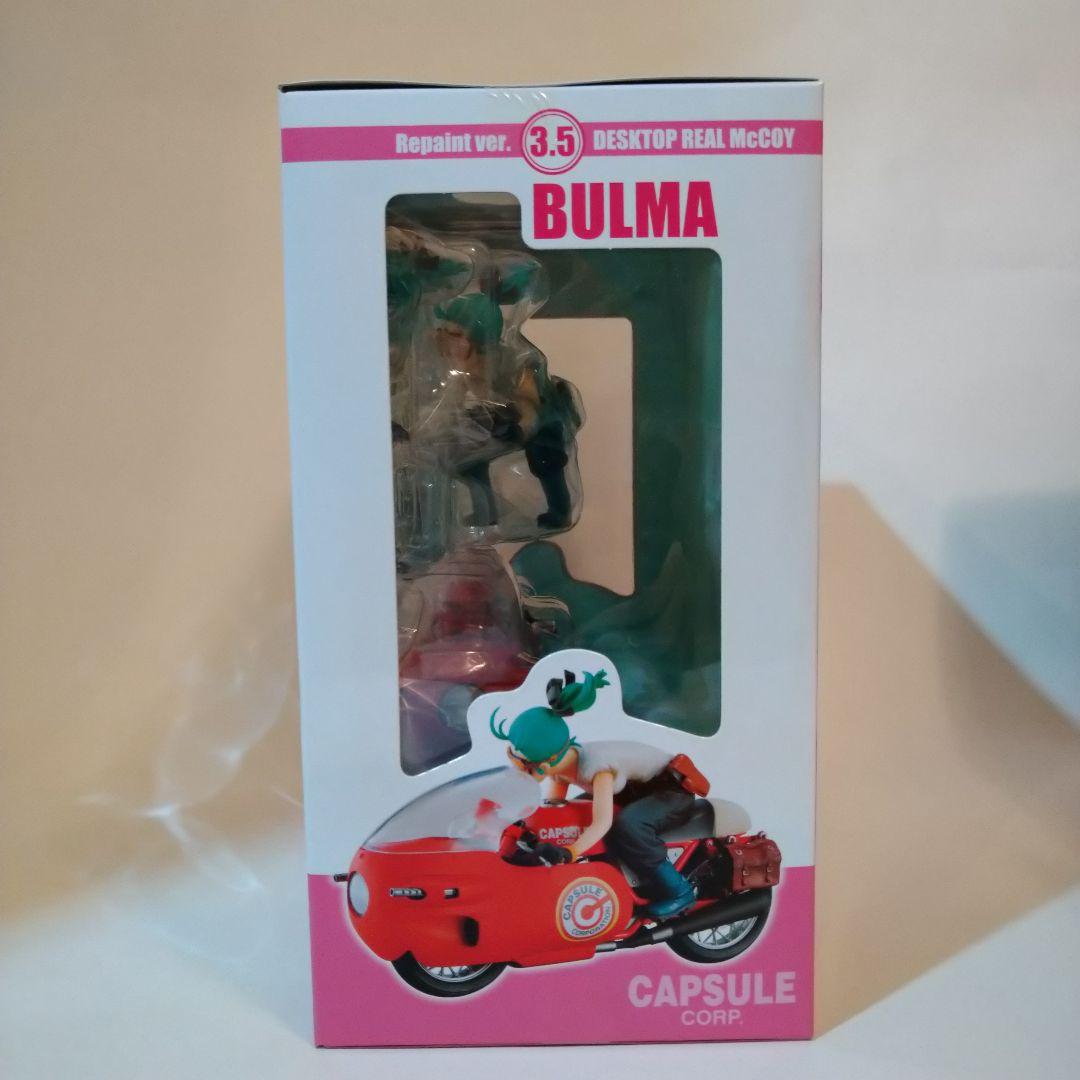 Repaint ver. 3.5 DESKTOP REAL McCOY
BULMA
CAPSULE
CORP.
CAPSULE
CORPORATION
CAPSULE
CORP.